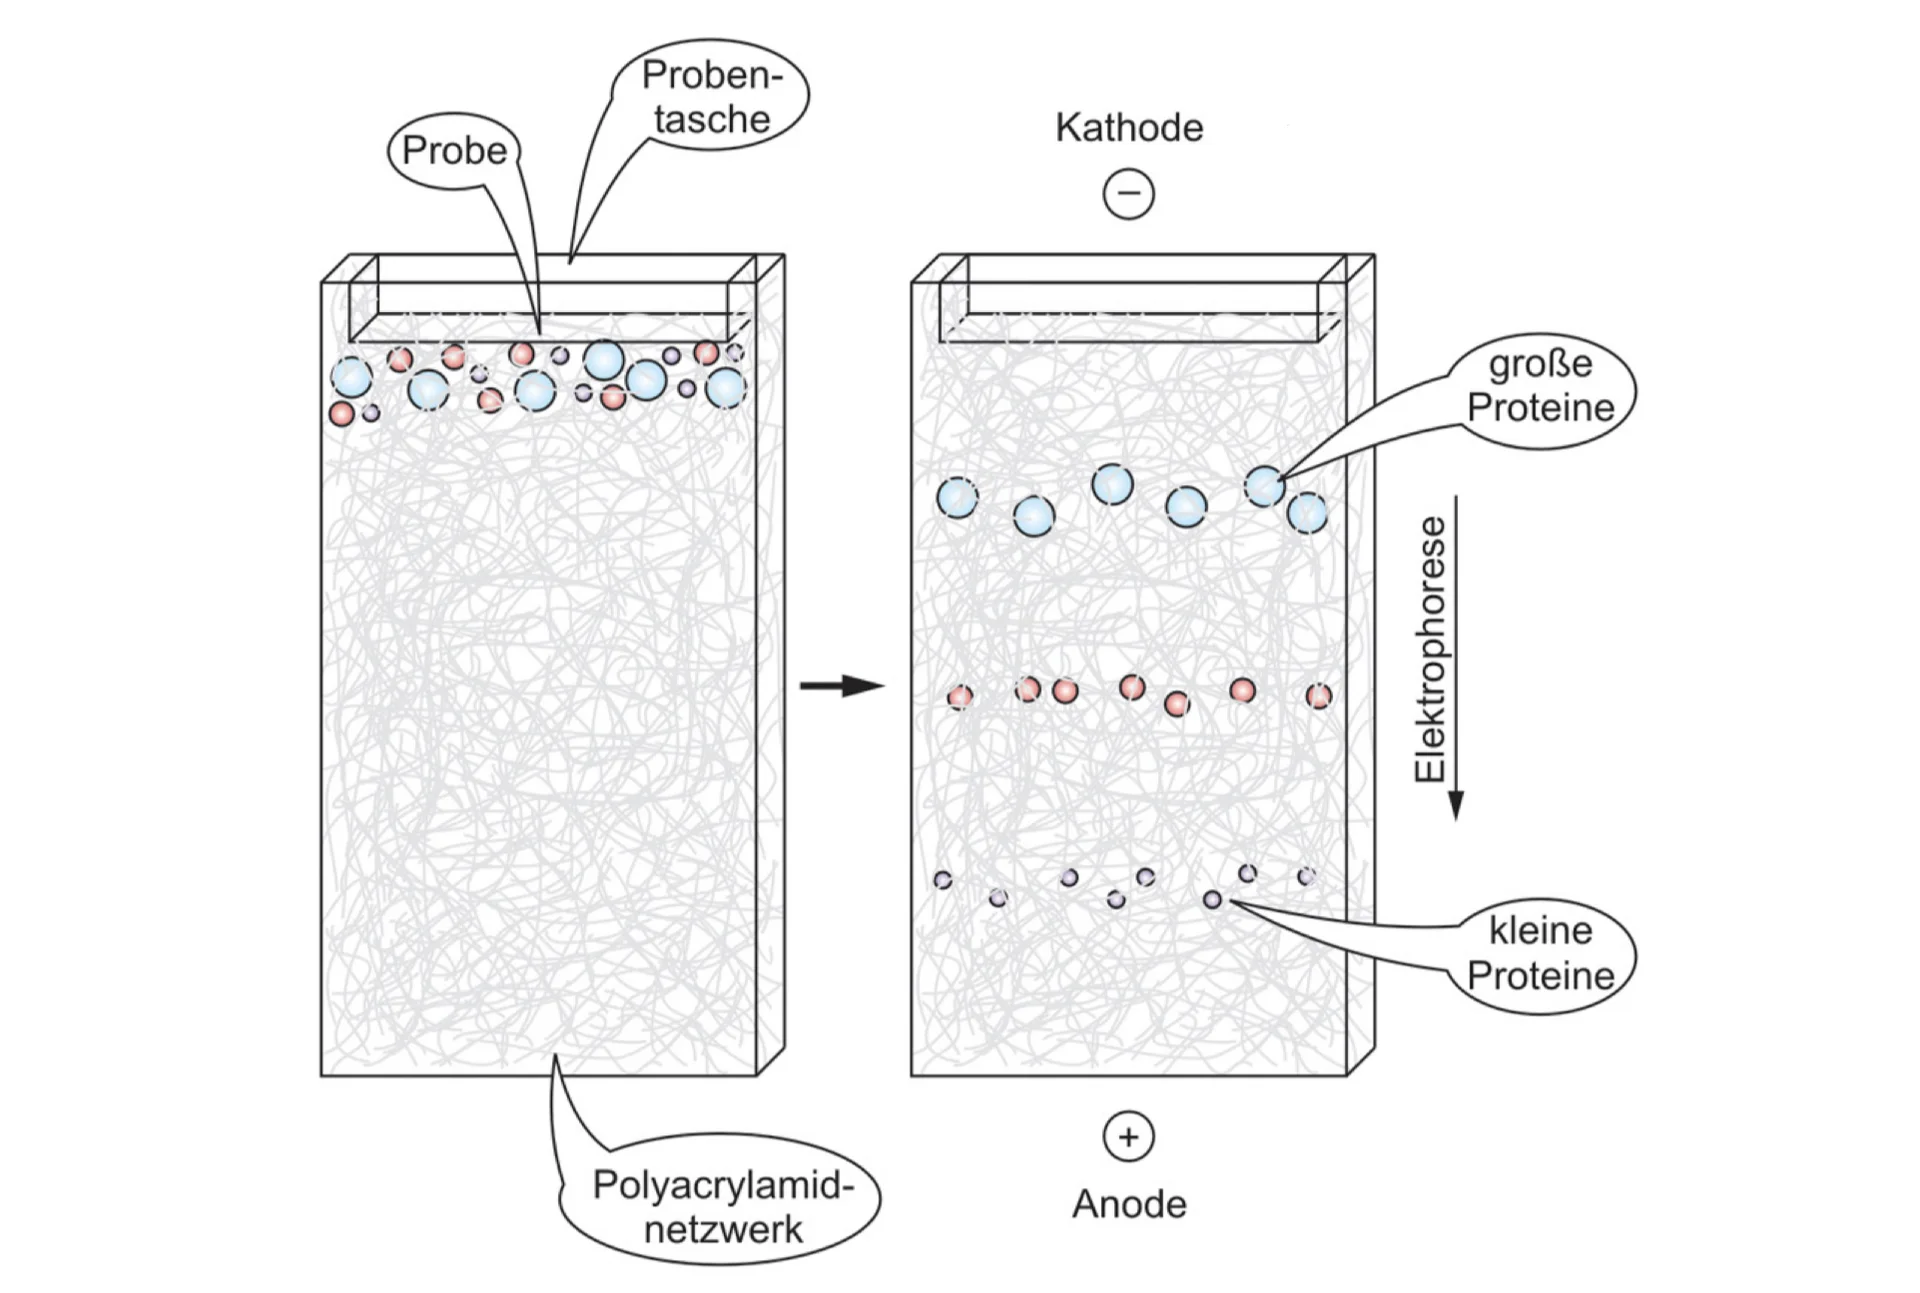 Proben-
tasche
Probe
Kathode
−
große
Proteine
Elektrophorese
kleine
Proteine
+
Anode
Polyacrylamid-
netzwerk